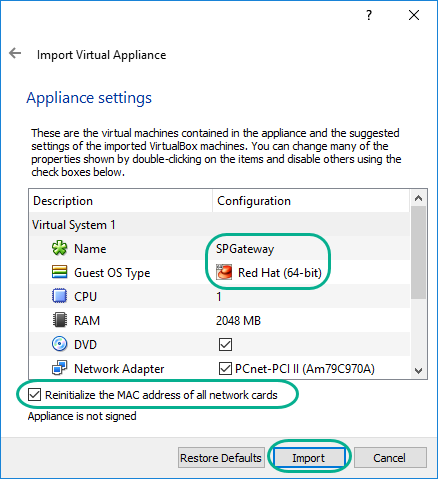 ?
Import Virtual Appliance
Appliance settings
These are the virtual machines contained in the appliance and the suggested
settings of the imported VirtualBox machines. You can change many of the
properties shown by double-clicking on the items and disable others using the
check boxes below.
Description Configuration
Virtual System 1
Name SPGateway
Guest OS Type Red Hat (64-bit)
CPU 1
RAM 2048 MB
DVD
Network Adapter PCnet-PCI II (Am79C970A)
Reinitialize the MAC address of all network cards
Appliance is not signed
Restore Defaults Import Cancel